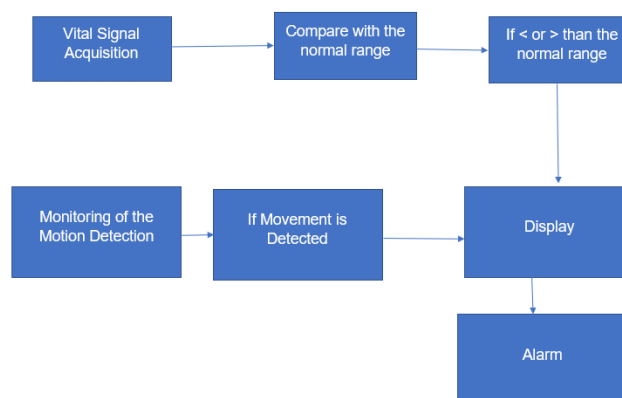 Vital Signal
Acquisition
Compare with the
normal range
If < or > than the
normal range
Monitoring of the
Motion Detection
If Movement is
Detected
Display
Alarm